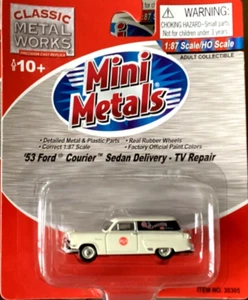 CLASSIC
METAL
WORKS
10+
WARNING:
CHOKING HAZARD–Small parts.
Not for children under 3 years.
1:87 Scale/HO Scale
ADULT COLLECTIBLE
Mini
Metals
• Detailed Metal & Plastic Parts • Real Rubber Wheels
• Correct 1:87 Scale • Factory Official Paint Colors
'53 Ford® Courier™ Sedan Delivery - TV Repair
ITEM NO. 30365